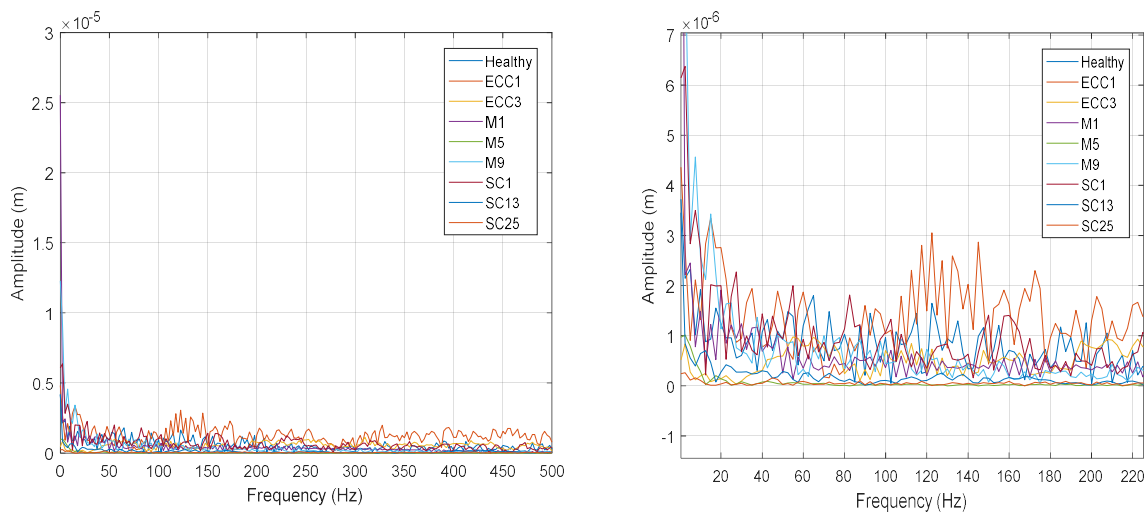 ×10-5
3
2.5
2
1.5
1
0.5
0
Amplitude (m)
0 50 100 150 200 250 300 350 400 450 500
Frequency (Hz)
Healthy
ECC1
ECC3
M1
M5
M9
SC1
SC13
SC25
×10-6
7
6
5
4
3
2
1
0
-1
Amplitude (m)
20 40 60 80 100 120 140 160 180 200 220
Frequency (Hz)
Healthy
ECC1
ECC3
M1
M5
M9
SC1
SC13
SC25